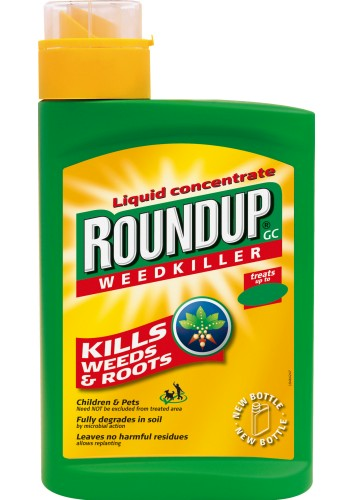 Liquid concentrate
ROUNDUP®
GC
WEEDKILLER
treats
up to
KILLS
WEEDS
& ROOTS
Children & Pets
Need NOT be excluded from treated area
Fully degrades in soil
by microbial action
Leaves no harmful residues
allows replanting
NEW BOTTLE
NEW BOTTLE